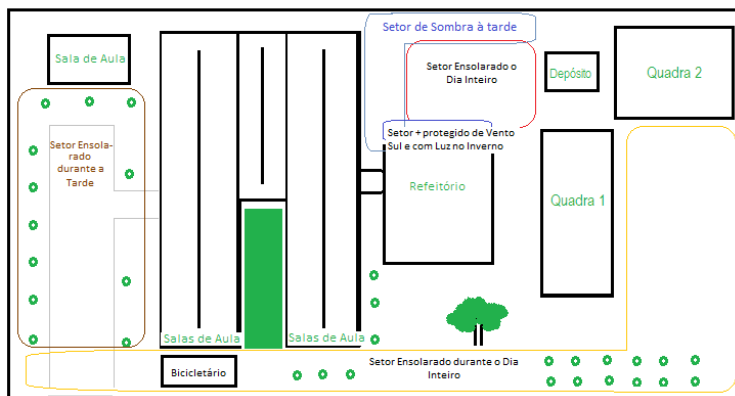 Setor de Sombra à tarde
Sala de Aula
Setor Ensolarado o
Dia Inteiro
Depósito
Quadra 2
Setor Ensola-
rado
durante a
Tarde
Setor + protegido de Vento
Sul e com Luz no Inverno
Refeitório
Quadra 1
Salas de Aula
Salas de Aula
Bicicletário
Setor Ensolarado durante o Dia
Inteiro